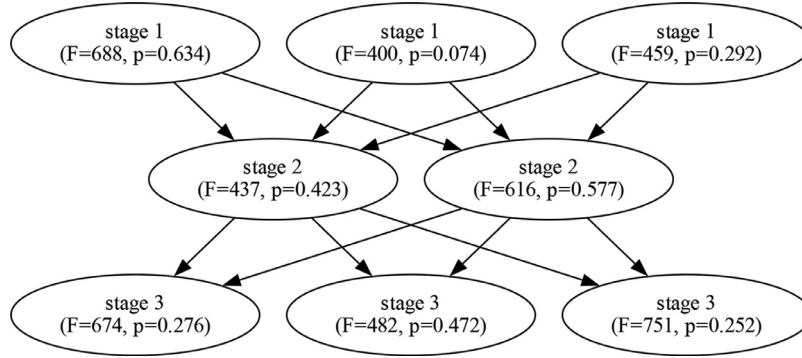 stage 1
(F=688, p=0.634)
stage 1
(F=400, p=0.074)
stage 1
(F=459, p=0.292)
stage 2
(F=437, p=0.423)
stage 2
(F=616, p=0.577)
stage 3
(F=674, p=0.276)
stage 3
(F=482, p=0.472)
stage 3
(F=751, p=0.252)